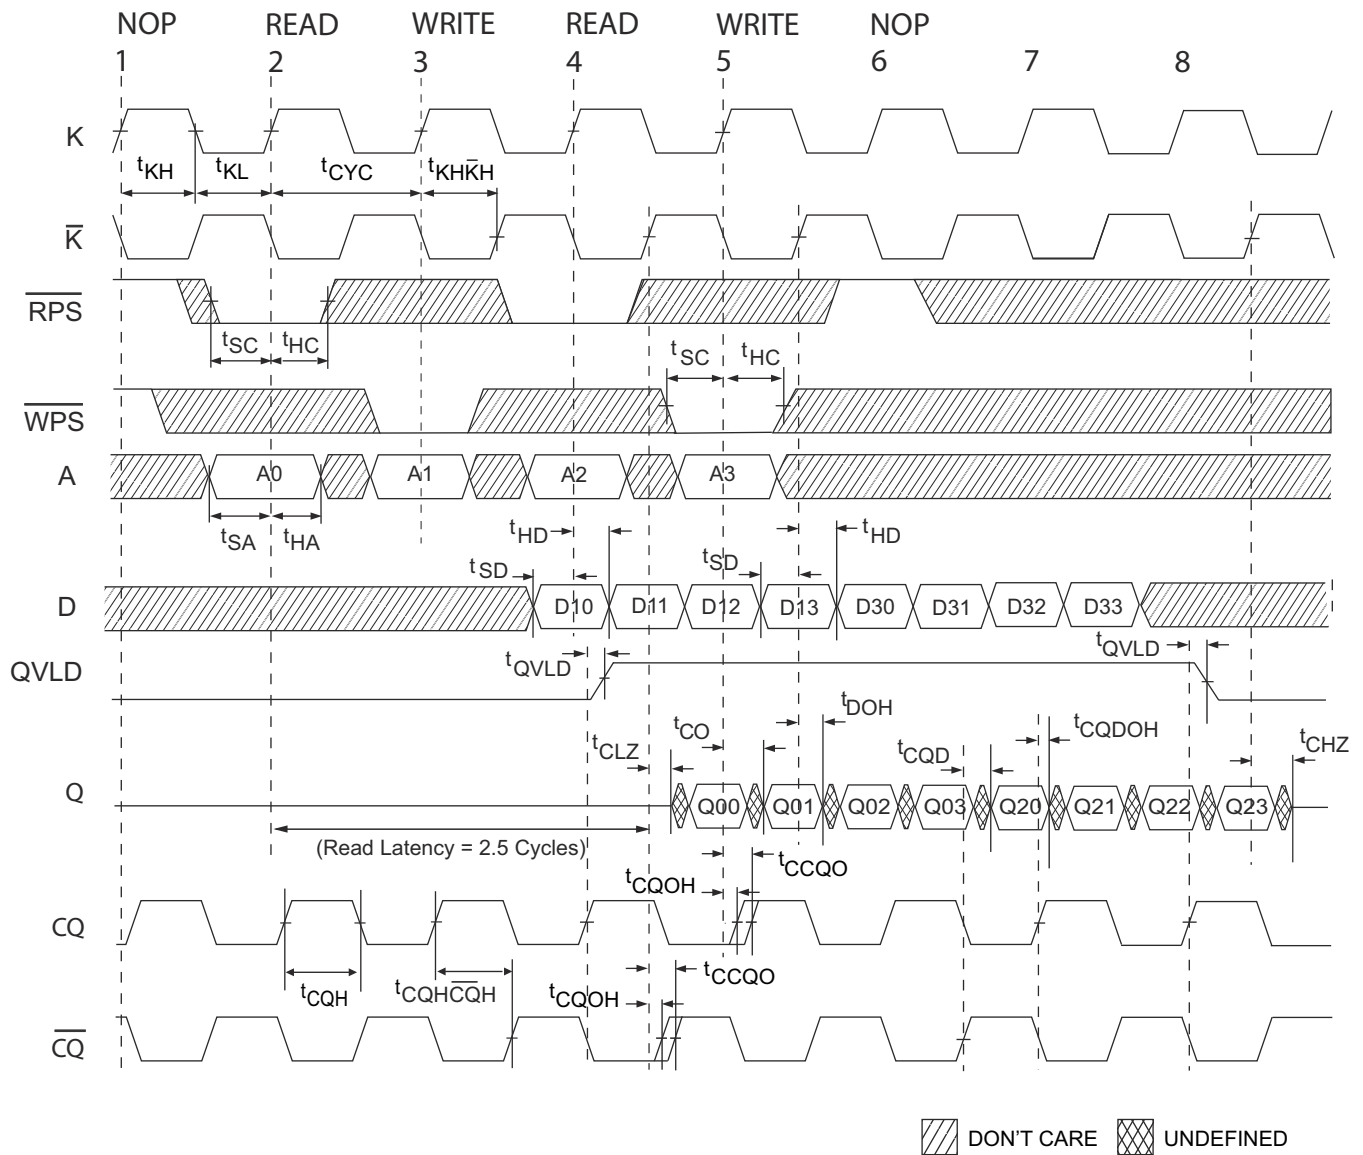 NOP READ WRITE READ WRITE NOP
1 2 3 4 5 6 7 8
K
tKH tKL tCYC tKHK̅H
K̅
R̅P̅S̅
tSC tHC tSC tHC
W̅P̅S̅
A A0 A1 A2 A3
tSA tHA tHD tHD
tSD tSD
D D10 D11 D12 D13 D30 D31 D32 D33
QVLD tQVLD tQVLD
tCLZ tCO tDOH tCQD tCQDOH tCHZ
Q Q00 Q01 Q02 Q03 Q20 Q21 Q22 Q23
(Read Latency = 2.5 Cycles)
tCQOH tCCQO
CQ
tCQH tCQHC̅Q̅H tCQOH tCCQO
C̅Q̅
DON'T CARE UNDEFINED